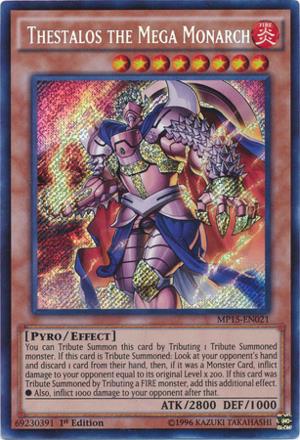 THESTALOS THE MEGA MONARCH
FIRE
炎
MP15-EN021
[PYRO/EFFECT]
You can Tribute Summon this card by Tributing 1 Tribute Summoned
monster. If this card is Tribute Summoned: Look at your opponent's hand
and discard 1 card from their hand, then, if it was a Monster Card, inflict
damage to your opponent equal to its original Level x 200. If this card was
Tribute Summoned by Tributing a FIRE monster, add this additional effect.
● Also, inflict 1000 damage to your opponent.
ATK/2800 DEF/1000
69230391 1st Edition ©1996 KAZUKI TAKAHASHI